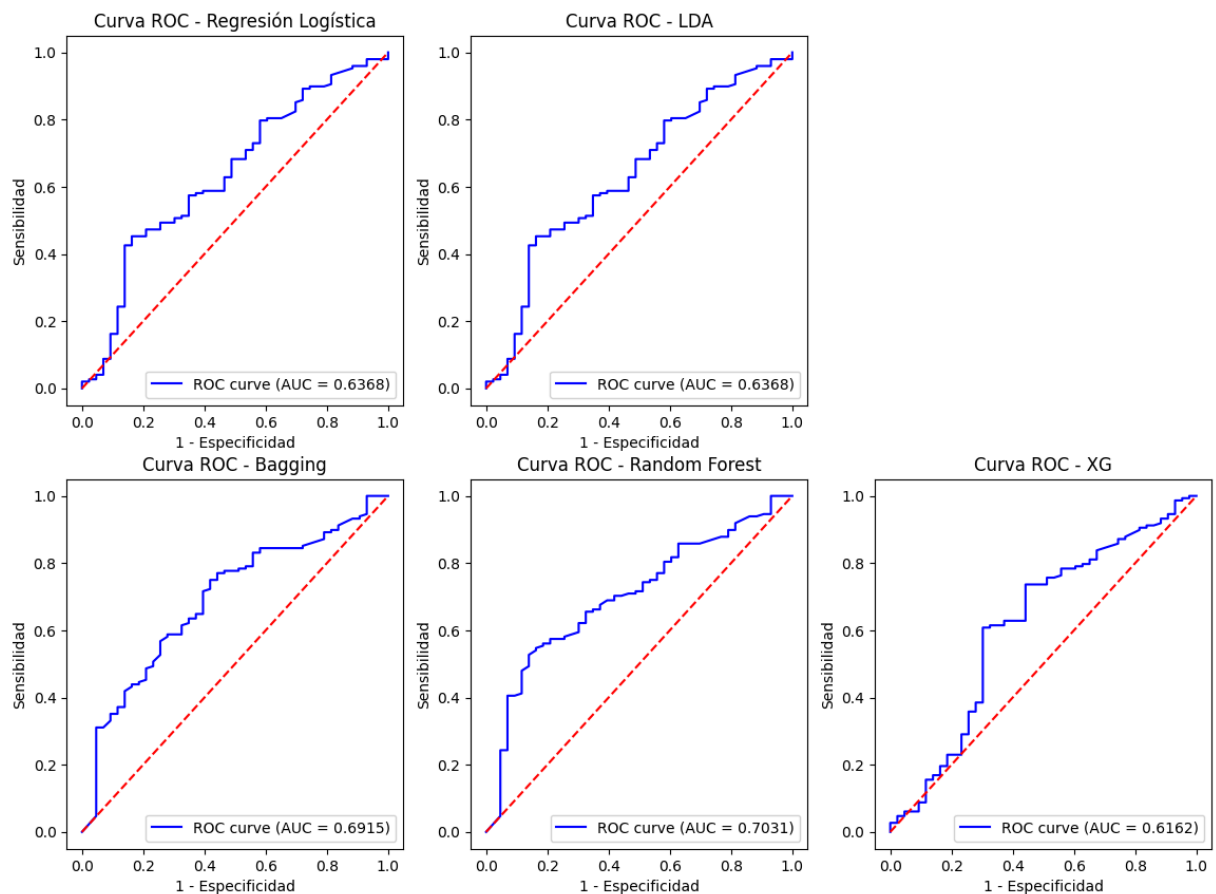 Curva ROC - Regresión Logística
1.0
0.8
0.6
0.4
0.2
0.0
Sensibilidad
ROC curve (AUC = 0.6368)
0.0 0.2 0.4 0.6 0.8 1.0
1 - Especificidad
Curva ROC - LDA
1.0
0.8
0.6
0.4
0.2
0.0
Sensibilidad
ROC curve (AUC = 0.6368)
0.0 0.2 0.4 0.6 0.8 1.0
1 - Especificidad
Curva ROC - Bagging
1.0
0.8
0.6
0.4
0.2
0.0
Sensibilidad
ROC curve (AUC = 0.6915)
0.0 0.2 0.4 0.6 0.8 1.0
1 - Especificidad
Curva ROC - Random Forest
1.0
0.8
0.6
0.4
0.2
0.0
Sensibilidad
ROC curve (AUC = 0.7031)
0.0 0.2 0.4 0.6 0.8 1.0
1 - Especificidad
Curva ROC - XG
1.0
0.8
0.6
0.4
0.2
0.0
Sensibilidad
ROC curve (AUC = 0.6162)
0.0 0.2 0.4 0.6 0.8 1.0
1 - Especificidad